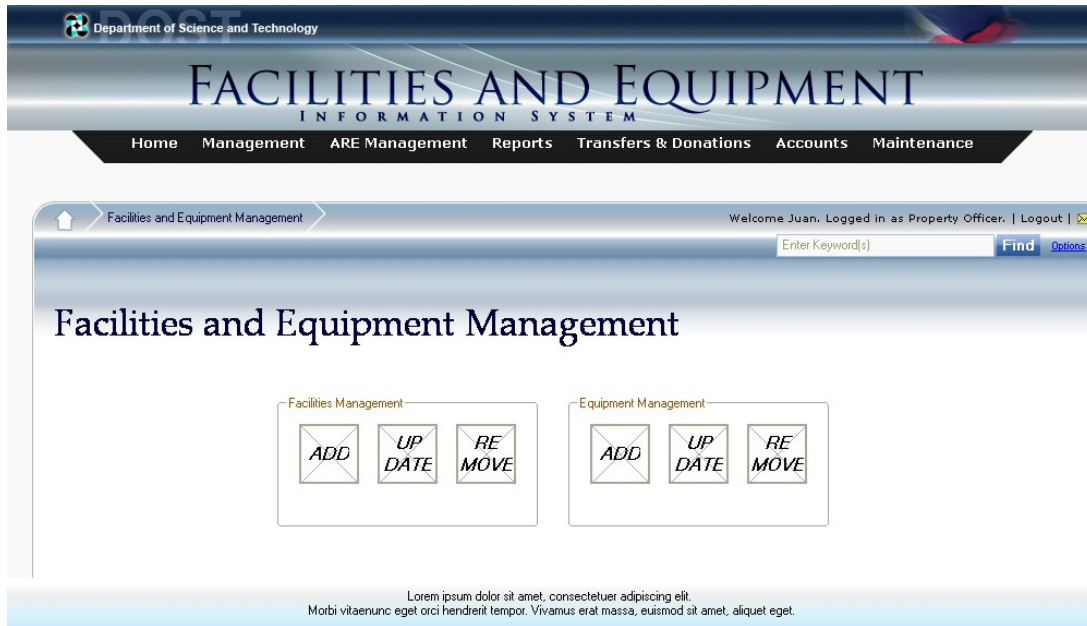 DOST
Department of Science and Technology
FACILITIES AND EQUIPMENT
INFORMATION SYSTEM
Home Management ARE Management Reports Transfers & Donations Accounts Maintenance
Facilities and Equipment Management
Welcome Juan. Logged in as Property Officer. | Logout |
Enter Keyword(s) Find Options
Facilities and Equipment Management
Facilities Management Equipment Management
ADD UP DATE RE MOVE ADD UP DATE RE MOVE
Lorem ipsum dolor sit amet, consectetuer adipiscing elit.
Morbi vitaenunc eget orci hendrerit tempor. Vivamus erat massa, euismod sit amet, aliquet eget.